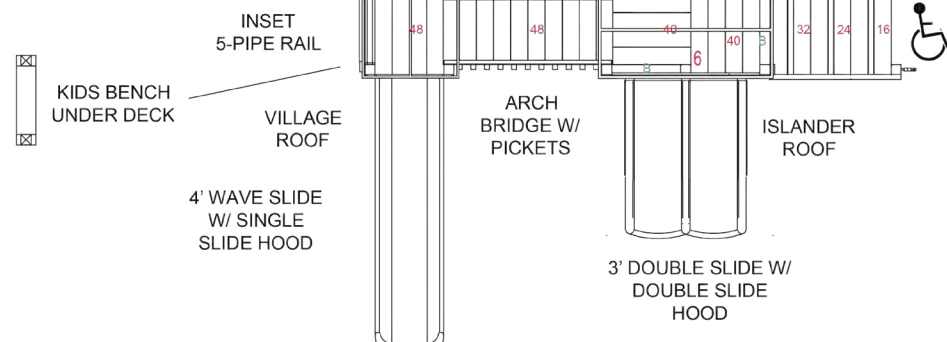 INSET
5-PIPE RAIL
48
48
40
40
B
32
24
16
6
B
KIDS BENCH
UNDER DECK
VILLAGE
ROOF
ARCH
BRIDGE W/
PICKETS
ISLANDER
ROOF
4' WAVE SLIDE
W/ SINGLE
SLIDE HOOD
3' DOUBLE SLIDE W/
DOUBLE SLIDE
HOOD